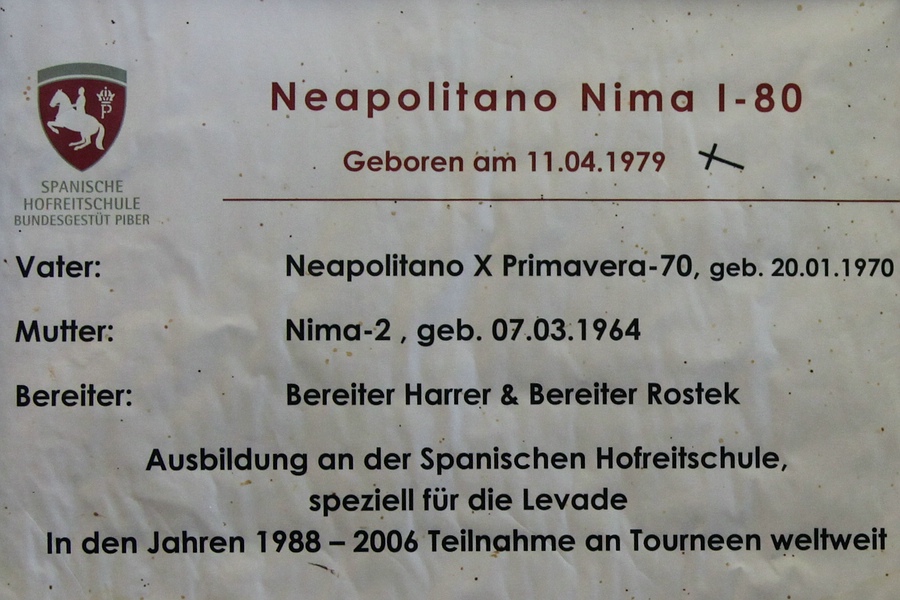 Neapolitano Nima I-80
Geboren am 11.04.1979
SPANISCHE
HOFREITSCHULE
BUNDESGESTÜT PIBER
Vater: Neapolitano X Primavera-70, geb. 20.01.1970
Mutter: Nima-2 , geb. 07.03.1964
Bereiter: Bereiter Harrer & Bereiter Rostek
Ausbildung an der Spanischen Hofreitschule,
speziell für die Levade
In den Jahren 1988 – 2006 Teilnahme an Tourneen weltweit